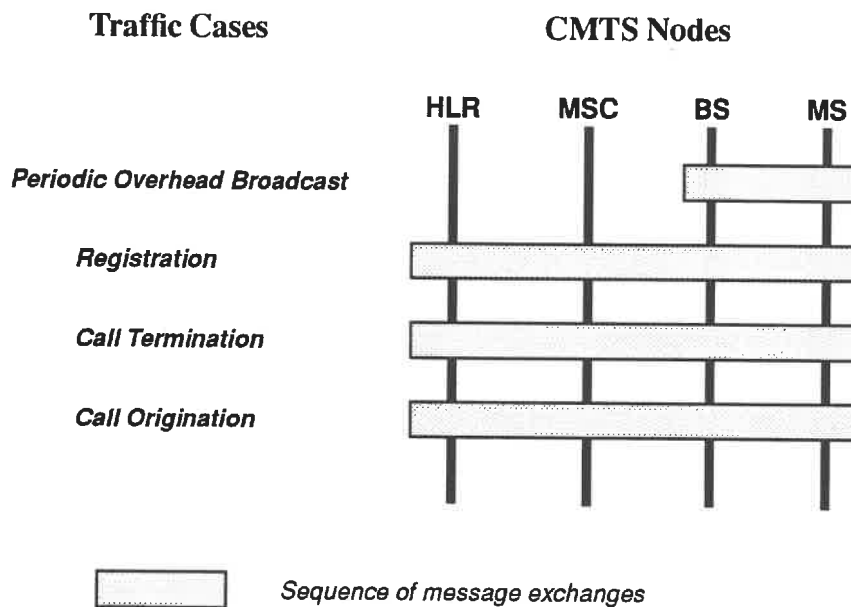 Traffic Cases CMTS Nodes
HLR MSC BS MS
Periodic Overhead Broadcast
Registration
Call Termination
Call Origination
Sequence of message exchanges